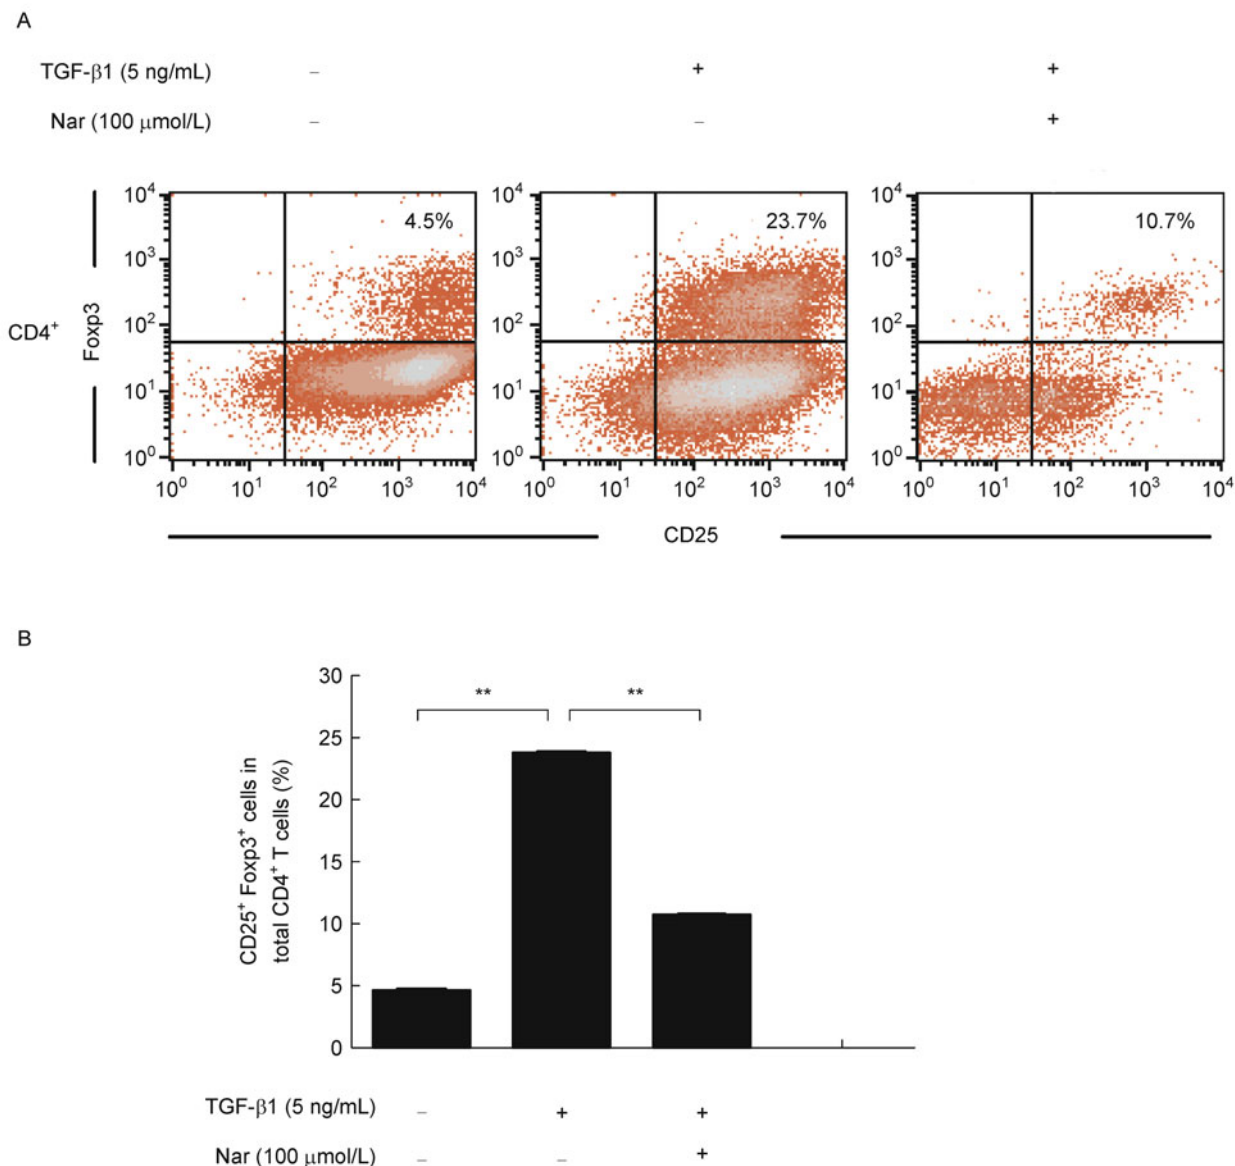 A
TGF-β1 (5 ng/mL) – + +
Nar (100 μmol/L) – – +
10⁴ 10⁴ 10⁴
4.5% 23.7% 10.7%
10³ 10³ 10³
CD4⁺ Foxp3 10² 10² 10²
10¹ 10¹ 10¹
10⁰ 10⁰ 10⁰
10⁰ 10¹ 10² 10³ 10⁴ 10⁰ 10¹ 10² 10³ 10⁴ 10⁰ 10¹ 10² 10³ 10⁴
CD25
B
30
** **
25
20
15
10
5
0
CD25⁺ Foxp3⁺ cells in
total CD4⁺ T cells (%)
TGF-β1 (5 ng/mL) – + +
Nar (100 μmol/L) – – +